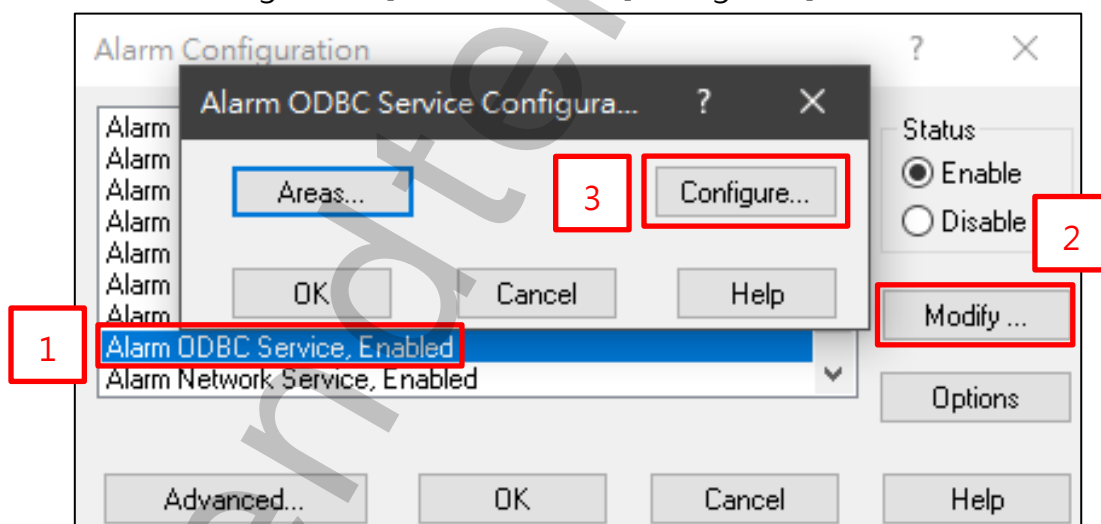 Alarm Configuration
? ×
Alarm ODBC Service Configura... ? ×
Alarm
Alarm
Alarm
Alarm
Alarm
Alarm
Alarm
Areas...
3
Configure...
OK
Cancel
Help
Status
Enable
Disable
2
Modify ...
1
Alarm ODBC Service, Enabled
Alarm Network Service, Enabled
Options
Advanced...
OK
Cancel
Help